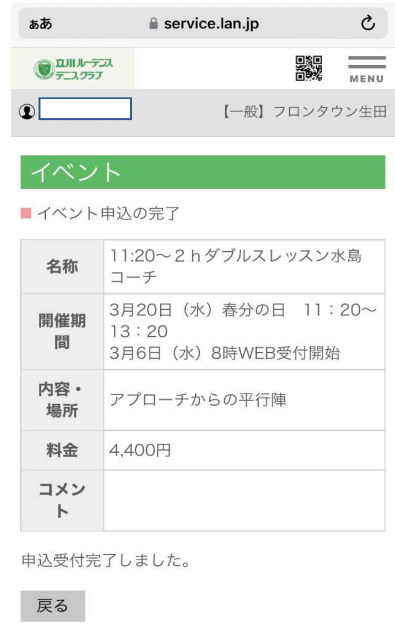 ぁあ service.lan.jp
立川ルーデンス
テニスクラブ
MENU
【一般】フロンタウン生田
イベント
イベント申込の完了
名称
11:20～2hダブルスレッスン水島
コーチ
開催期
間
3月20日（水）春分の日　11：20～
13：20
3月6日（水）8時WEB受付開始
内容・
場所
アプローチからの平行陣
料金
4,400円
コメン
ト
申込受付完了しました。
戻る